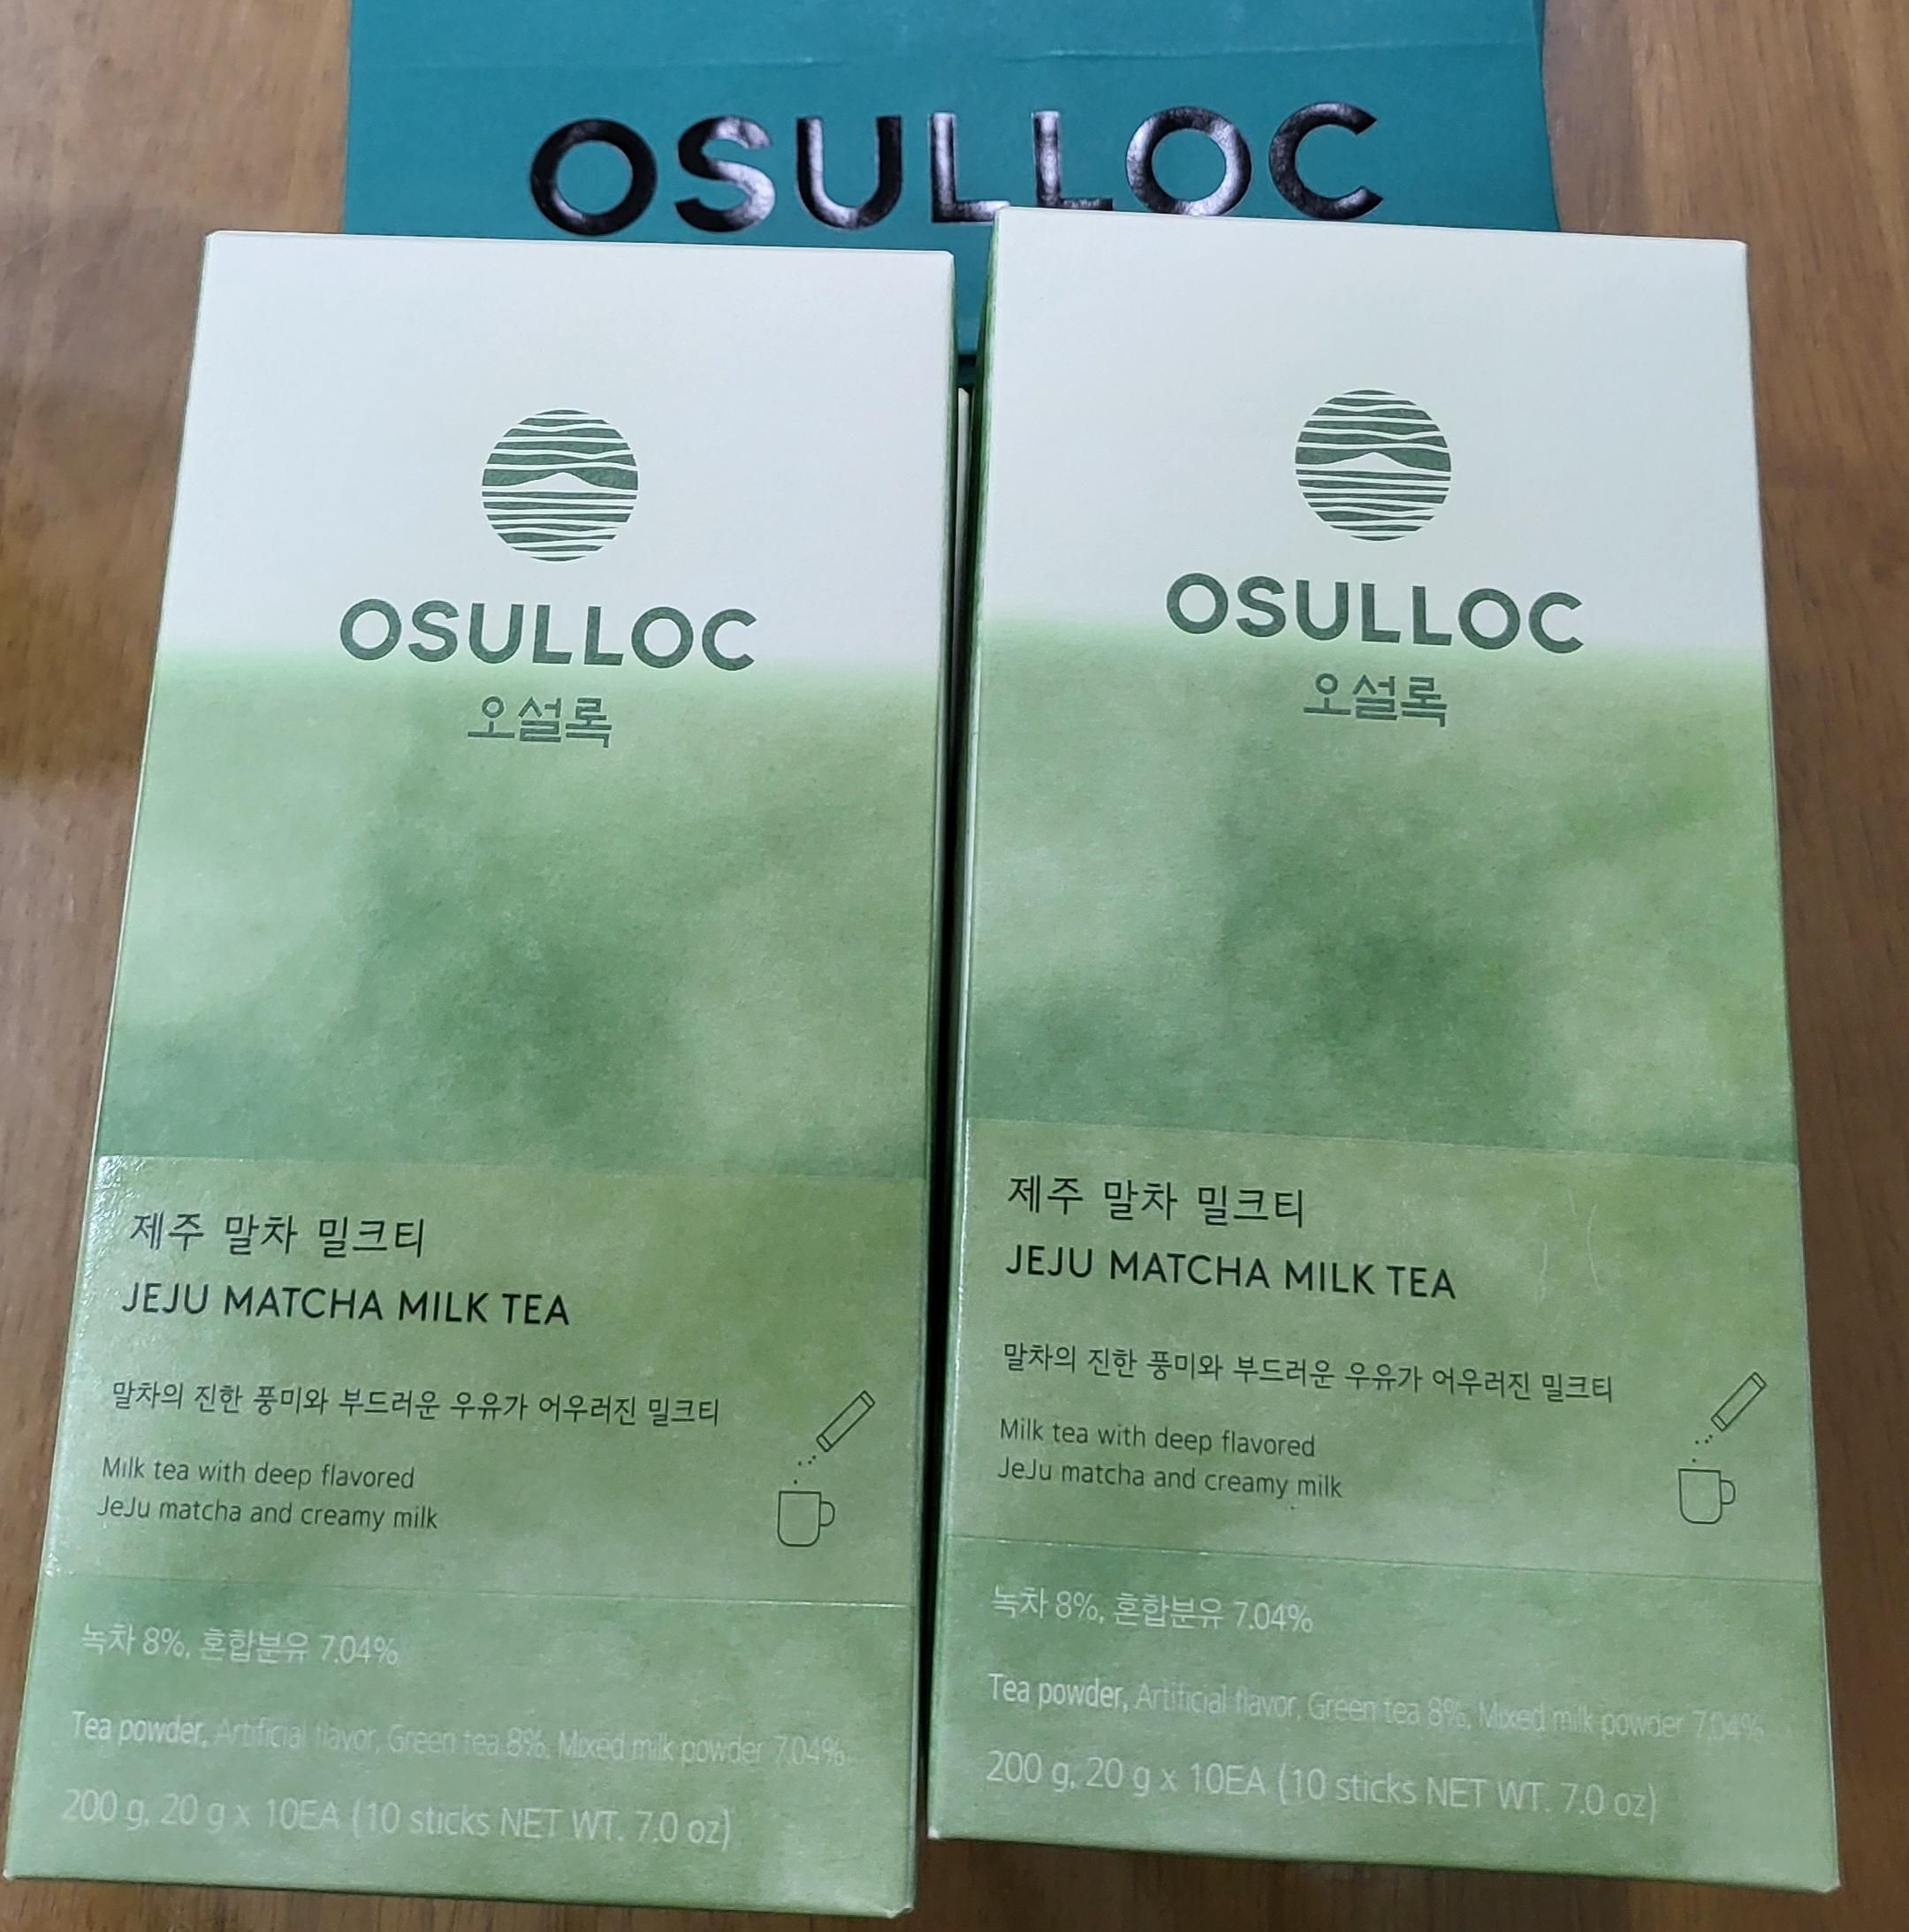 OSULLOC
OSULLOC
오설록
제주 말차 밀크티
JEJU MATCHA MILK TEA
말차의 진한 풍미와 부드러운 우유가 어우러진 밀크티
Milk tea with deep flavored
JeJu matcha and creamy milk
녹차 8%, 혼합분유 7.04%
Tea powder, Artificial flavor, Green tea 8%, Mixed milk powder 7.04%
200 g, 20 g x 10EA (10 sticks NET WT. 7.0 oz)
OSULLOC
오설록
제주 말차 밀크티
JEJU MATCHA MILK TEA
말차의 진한 풍미와 부드러운 우유가 어우러진 밀크티
Milk tea with deep flavored
JeJu matcha and creamy milk
녹차 8%, 혼합분유 7.04%
Tea powder, Artificial flavor, Green tea 8%, Mixed milk powder 7.04%
200 g, 20 g x 10EA (10 sticks NET WT. 7.0 oz)